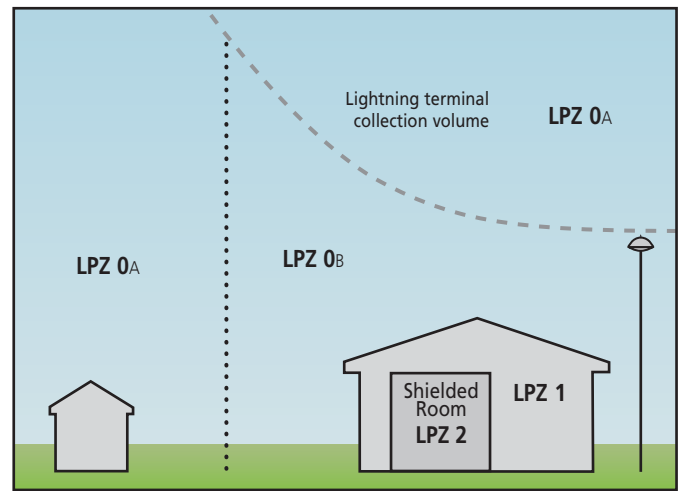 Lightning terminal
collection volume
LPZ 0A
LPZ 0A
LPZ 0B
Shielded
Room
LPZ 2
LPZ 1